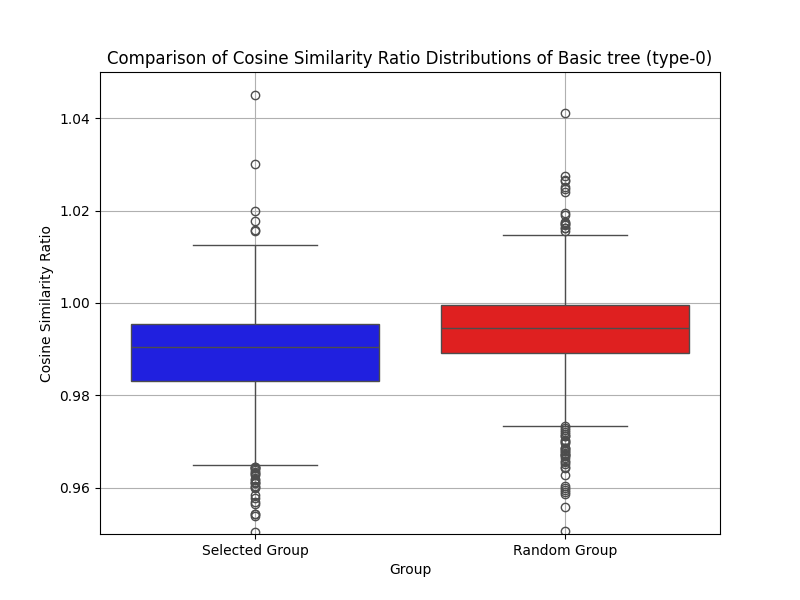 Comparison of Cosine Similarity Ratio Distributions of Basic tree (type-0)
1.04
1.02
1.00
0.98
0.96
Cosine Similarity Ratio
Selected Group
Random Group
Group